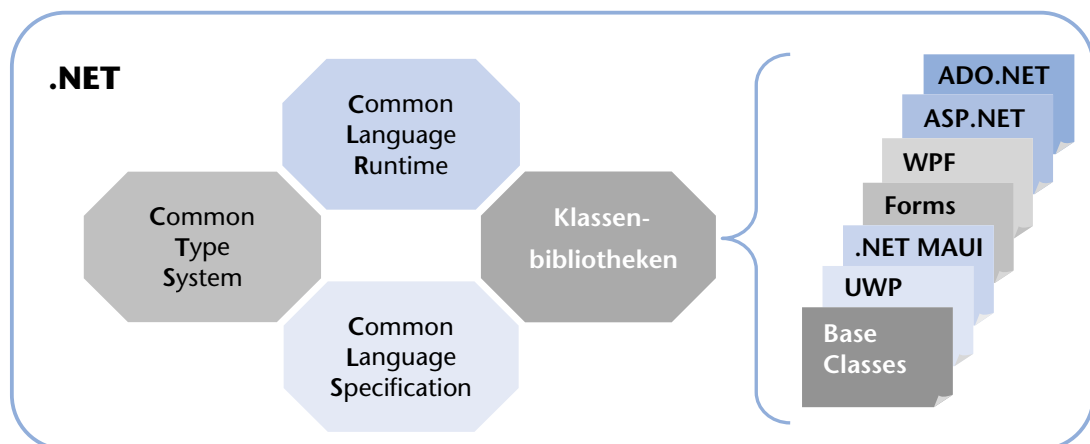 .NET
Common
Language
Runtime
Common
Type
System
Klassen-
bibliotheken
Common
Language
Specification
ADO.NET
ASP.NET
WPF
Forms
.NET MAUI
UWP
Base
Classes